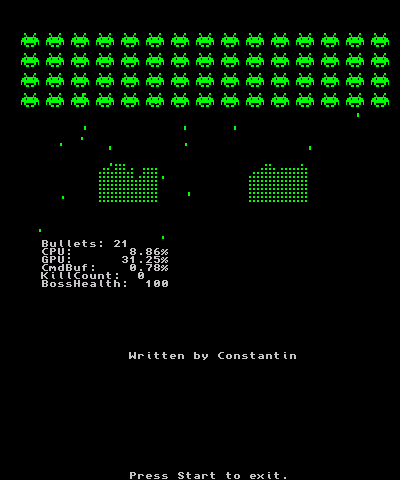 Bullets: 21
CPU: 8.86%
GPU: 31.25%
CmdBuf: 0.78%
KillCount: 0
BossHealth: 100
Written by Constantin
Press Start to exit.